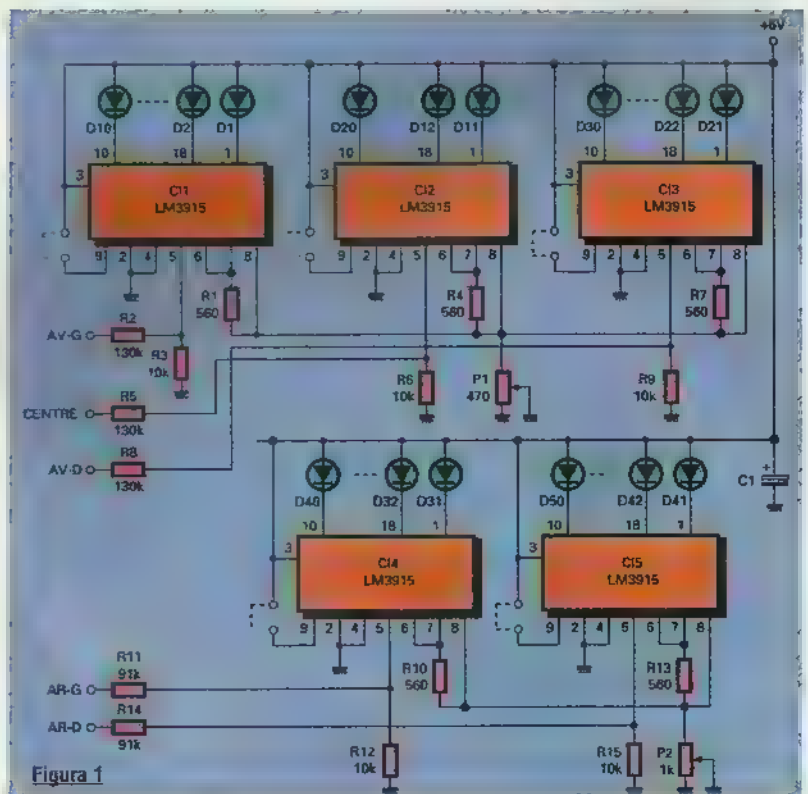 +6V
D10 D2 D1 D20 D12 D11 D30 D22 D21
10 18 1 10 18 1 10 18 1
3 CI1 3 CI2 3 CI3
LM3915 LM3915 LM3915
9 2 4 5 6 7 8 9 2 4 5 6 7 8 9 2 4 5 6 7 8
R1 560 R4 560 R7 560
AV-G R2 130k
R3 10k
R6 10k P1 470 R9 10k
CENTRE R5 130k
AV-D R8 130k
D40 D32 D31 D50 D42 D41
C1 +
10 18 1 10 18 1
3 CI4 3 CI5
LM3915 LM3915
9 2 4 5 6 7 8 9 2 4 5 6 7 8
R10 560 R13 560
AR-G R11 91k
AR-D R14 91k
R12 10k R15 10k P2 1k
Figura 1